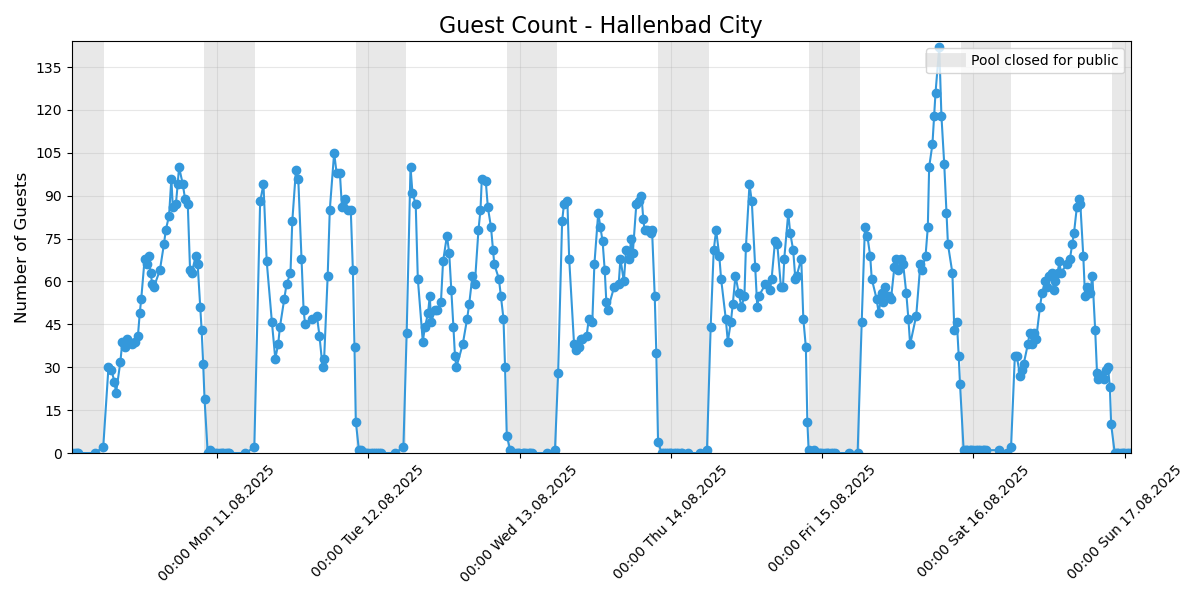 Guest Count - Hallenbad City
Pool closed for public
Number of Guests
135
120
105
90
75
60
45
30
15
0
00:00 Mon 11.08.2025
00:00 Tue 12.08.2025
00:00 Wed 13.08.2025
00:00 Thu 14.08.2025
00:00 Fri 15.08.2025
00:00 Sat 16.08.2025
00:00 Sun 17.08.2025